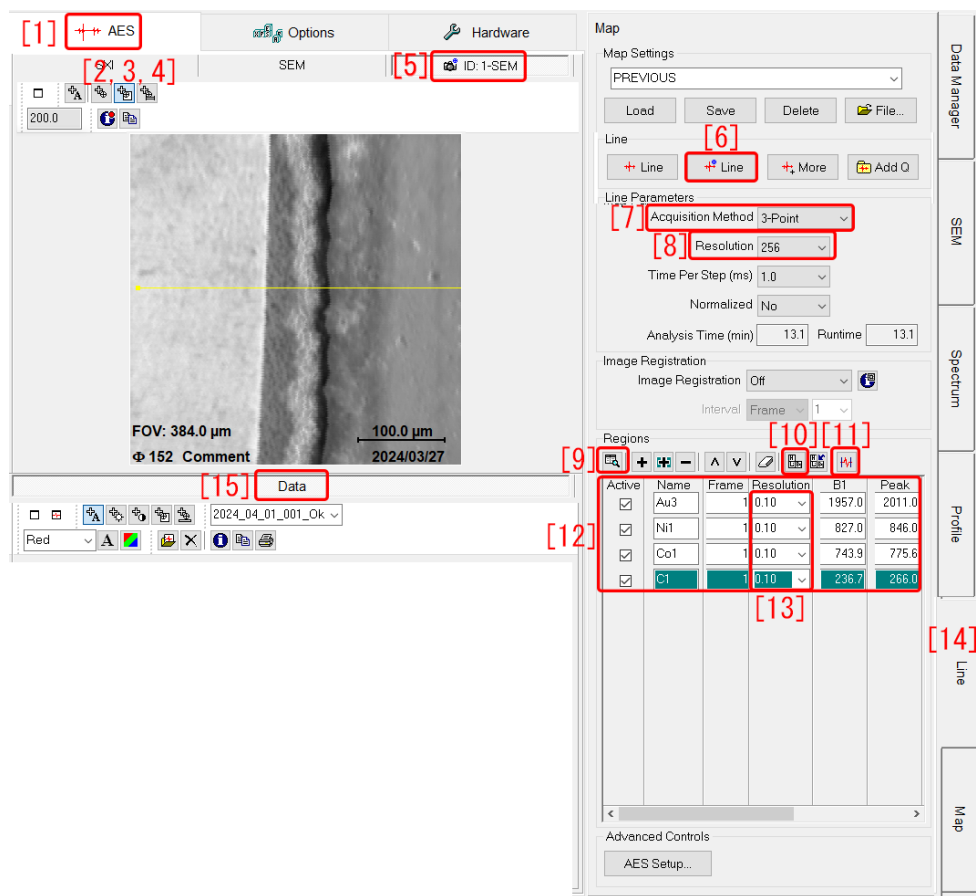 [1] AES Options Hardware
[2, 3, 4]
SEM [5] ID: 1-SEM
200.0
FOV: 384.0 µm 100.0 µm
Φ 152 Comment 2024/03/27
[15] Data
2024_04_01_001_Ok
Red A
Map
Map Settings
PREVIOUS
Load Save Delete File...
Line [6]
Line Line More Add Q
Line Parameters
[7] Acquisition Method 3-Point
[8] Resolution 256
Time Per Step (ms) 1.0
Normalized No
Analysis Time (min) 13.1 Runtime 13.1
Image Registration
Image Registration Off
Interval Frame 1
Regions [10] [11]
[9]
Active Name Frame Resolution B1 Peak
Au3 1 0.10 1957.0 2011.0
[12] Ni1 1 0.10 827.0 846.0
Co1 1 0.10 743.9 775.6
C1 1 0.10 236.7 266.0
[13]
Advanced Controls
AES Setup...
Data Manager
SEM
Spectrum
Profile
[14]
Line
Map